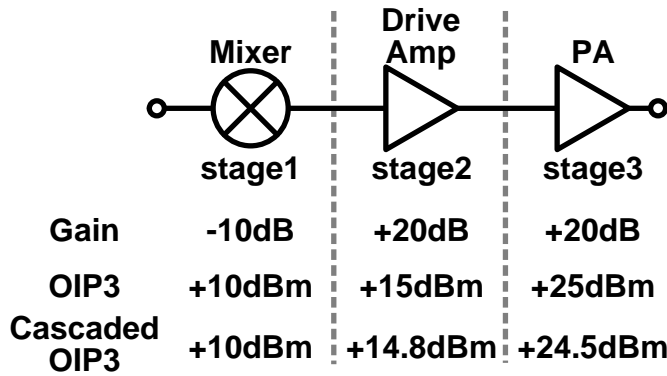 Mixer
Drive
Amp
PA
stage1
stage2
stage3
Gain -10dB +20dB +20dB
OIP3 +10dBm +15dBm +25dBm
Cascaded
OIP3 +10dBm +14.8dBm +24.5dBm